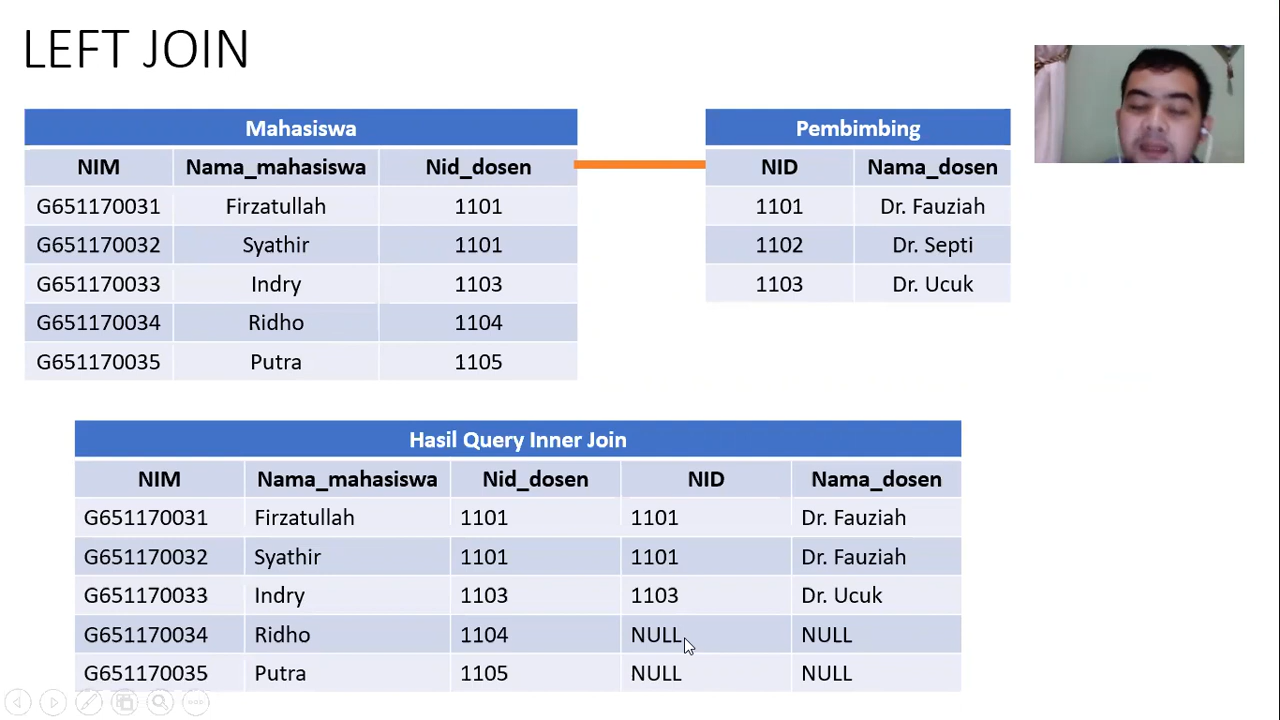 LEFT JOIN
Mahasiswa
NIM Nama_mahasiswa Nid_dosen
G651170031 Firzatullah 1101
G651170032 Syathir 1101
G651170033 Indry 1103
G651170034 Ridho 1104
G651170035 Putra 1105
Pembimbing
NID Nama_dosen
1101 Dr. Fauziah
1102 Dr. Septi
1103 Dr. Ucuk
Hasil Query Inner Join
NIM Nama_mahasiswa Nid_dosen NID Nama_dosen
G651170031 Firzatullah 1101 1101 Dr. Fauziah
G651170032 Syathir 1101 1101 Dr. Fauziah
G651170033 Indry 1103 1103 Dr. Ucuk
G651170034 Ridho 1104 NULL NULL
G651170035 Putra 1105 NULL NULL